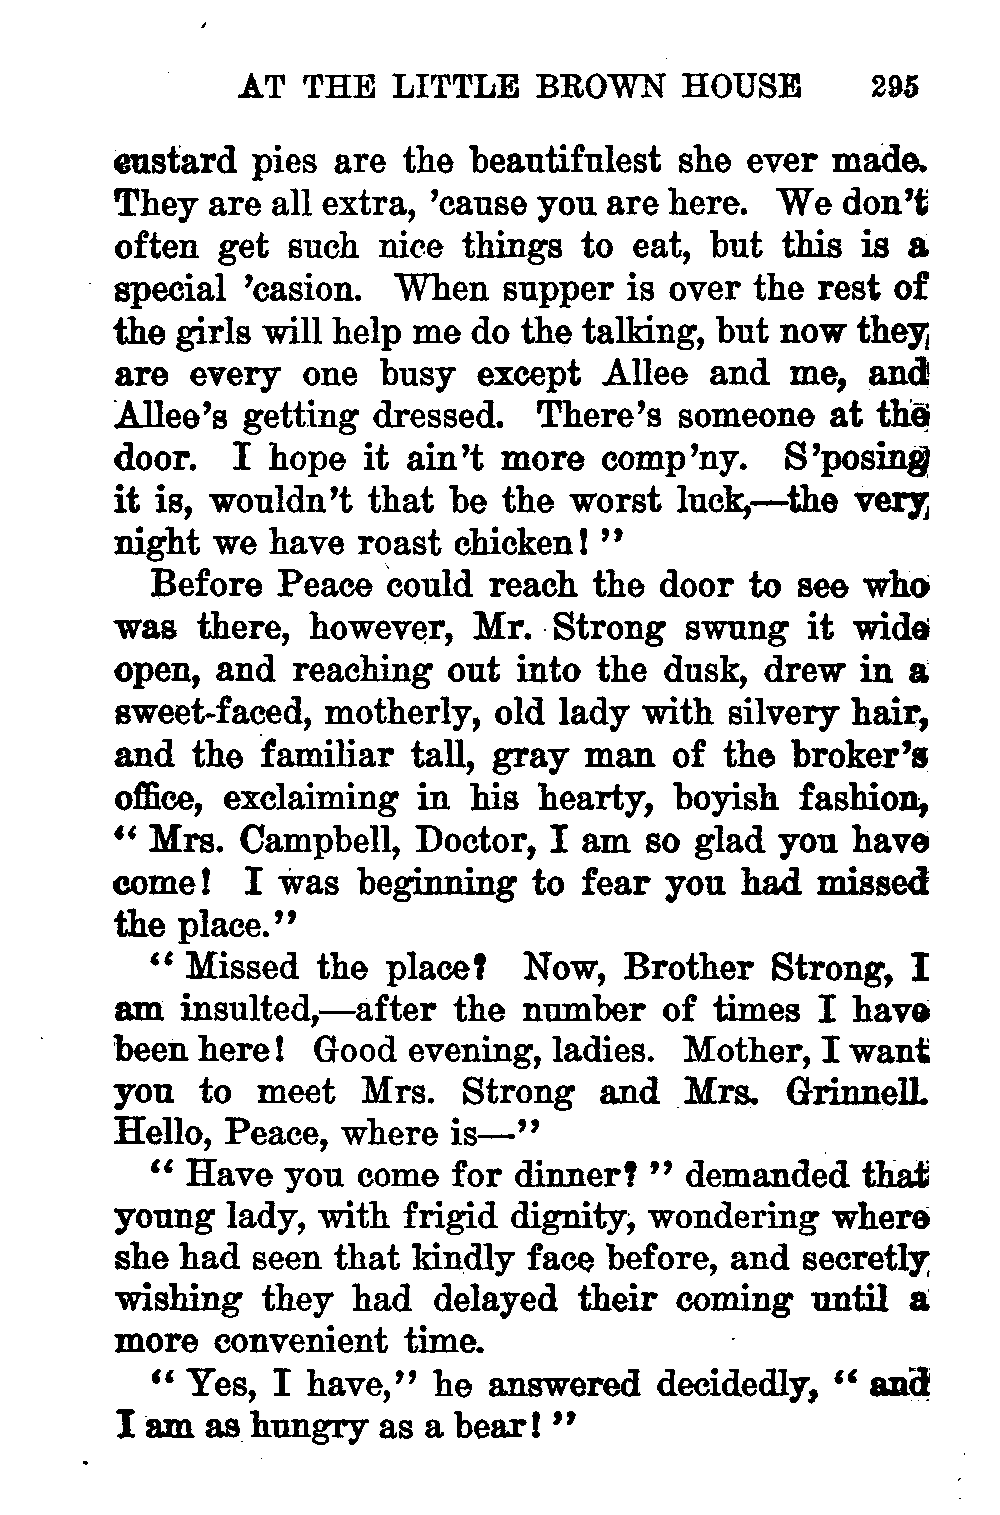 AT THE LITTLE BROWN HOUSE 295
custard pies are the beautifulest she ever made.
They are all extra, 'cause you are here. We don't
often get such nice things to eat, but this is a
special 'casion. When supper is over the rest of
the girls will help me do the talking, but now they
are every one busy except Allee and me, and
Allee's getting dressed. There's someone at the
door. I hope it ain't more comp'ny. S'posing
it is, wouldn't that be the worst luck,—the very
night we have roast chicken! "
Before Peace could reach the door to see who
was there, however, Mr. Strong swung it wide
open, and reaching out into the dusk, drew in a
sweet-faced, motherly, old lady with silvery hair,
and the familiar tall, gray man of the broker's
office, exclaiming in his hearty, boyish fashion,
" Mrs. Campbell, Doctor, I am so glad you have
come! I was beginning to fear you had missed
the place."
" Missed the place? Now, Brother Strong, I
am insulted,—after the number of times I have
been here! Good evening, ladies. Mother, I want
you to meet Mrs. Strong and Mrs. Grinnell.
Hello, Peace, where is—"
" Have you come for dinner? " demanded that
young lady, with frigid dignity, wondering where
she had seen that kindly face before, and secretly
wishing they had delayed their coming until a
more convenient time.
" Yes, I have," he answered decidedly, " and
I am as hungry as a bear! "